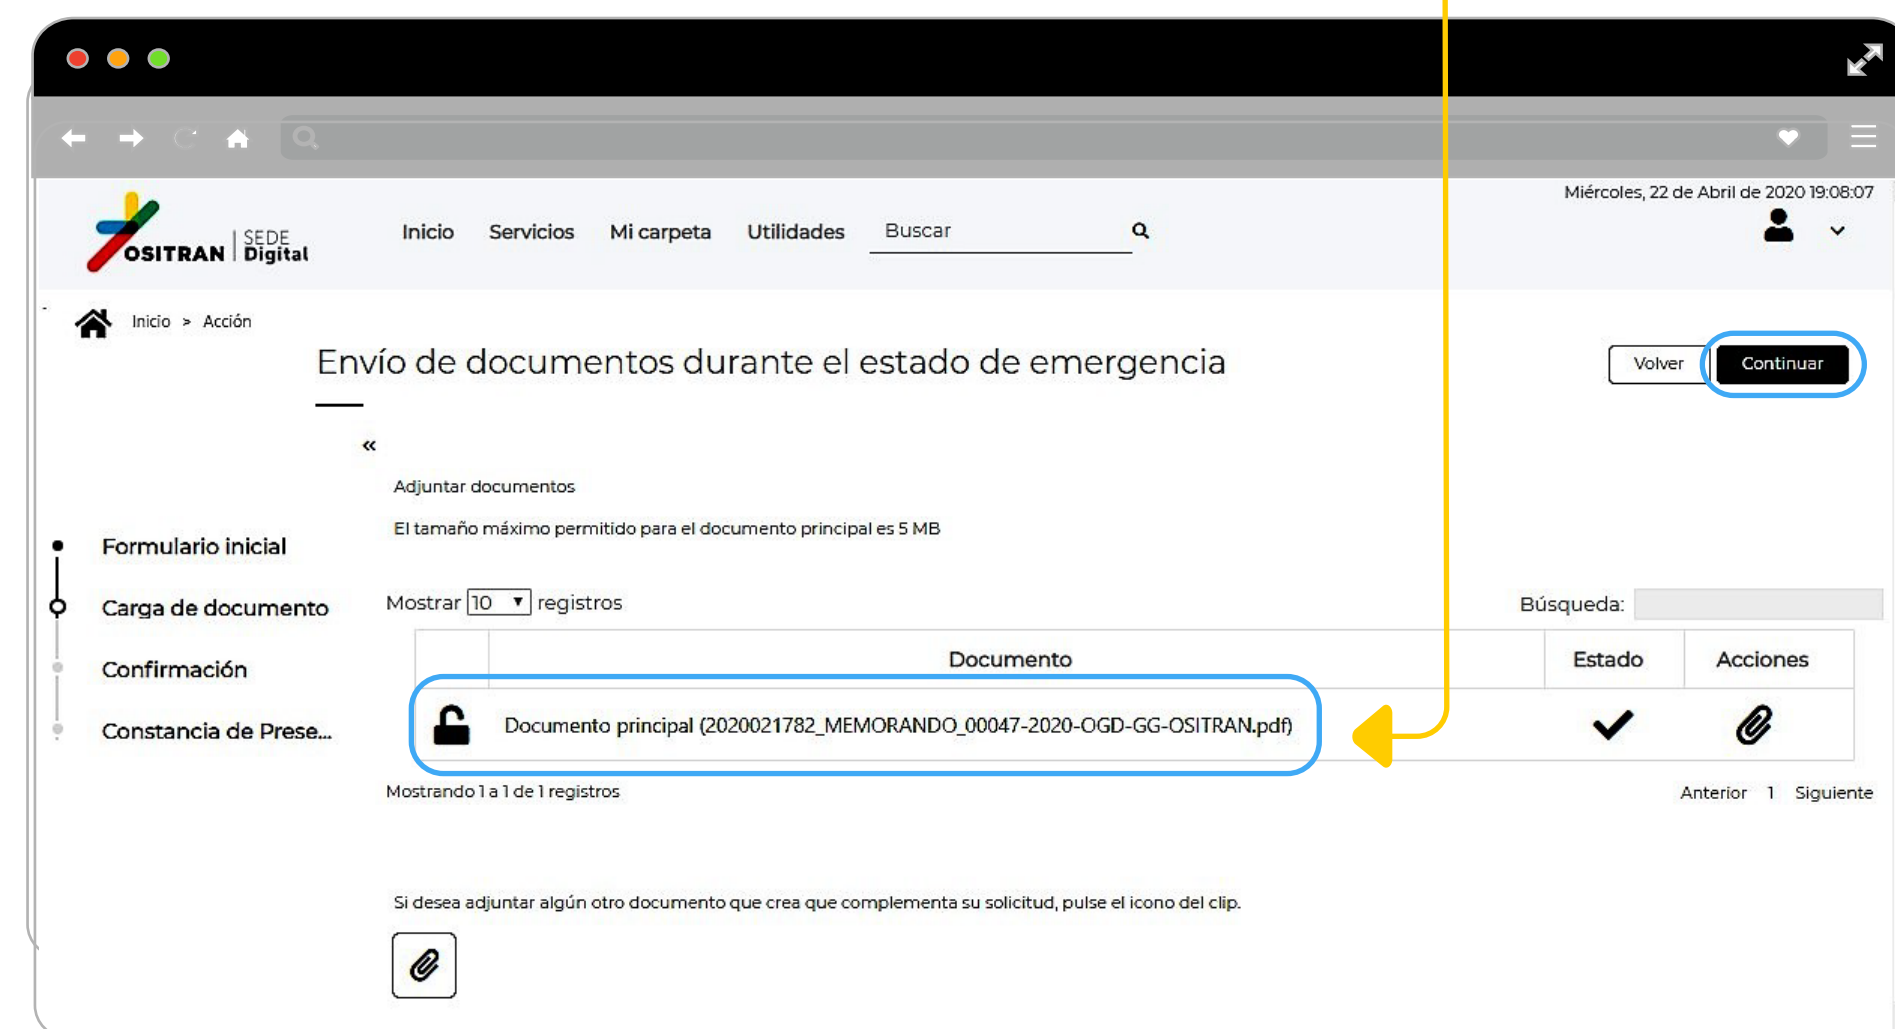 Miércoles, 22 de Abril de 2020 19:08:07
OSITRAN
SEDE
Digital
Inicio Servicios Mi carpeta Utilidades Buscar
Inicio > Acción
Envío de documentos durante el estado de emergencia
Volver Continuar
«
Adjuntar documentos
El tamaño máximo permitido para el documento principal es 5 MB
Formulario inicial
Carga de documento
Confirmación
Constancia de Prese...
Mostrar 10 ▼ registros
Búsqueda:
Documento Estado Acciones
Documento principal (2020021782_MEMORANDO_00047-2020-OGD-GG-OSITRAN.pdf)
Mostrando 1 a 1 de 1 registros
Anterior 1 Siguiente
Si desea adjuntar algún otro documento que crea que complementa su solicitud, pulse el icono del clip.